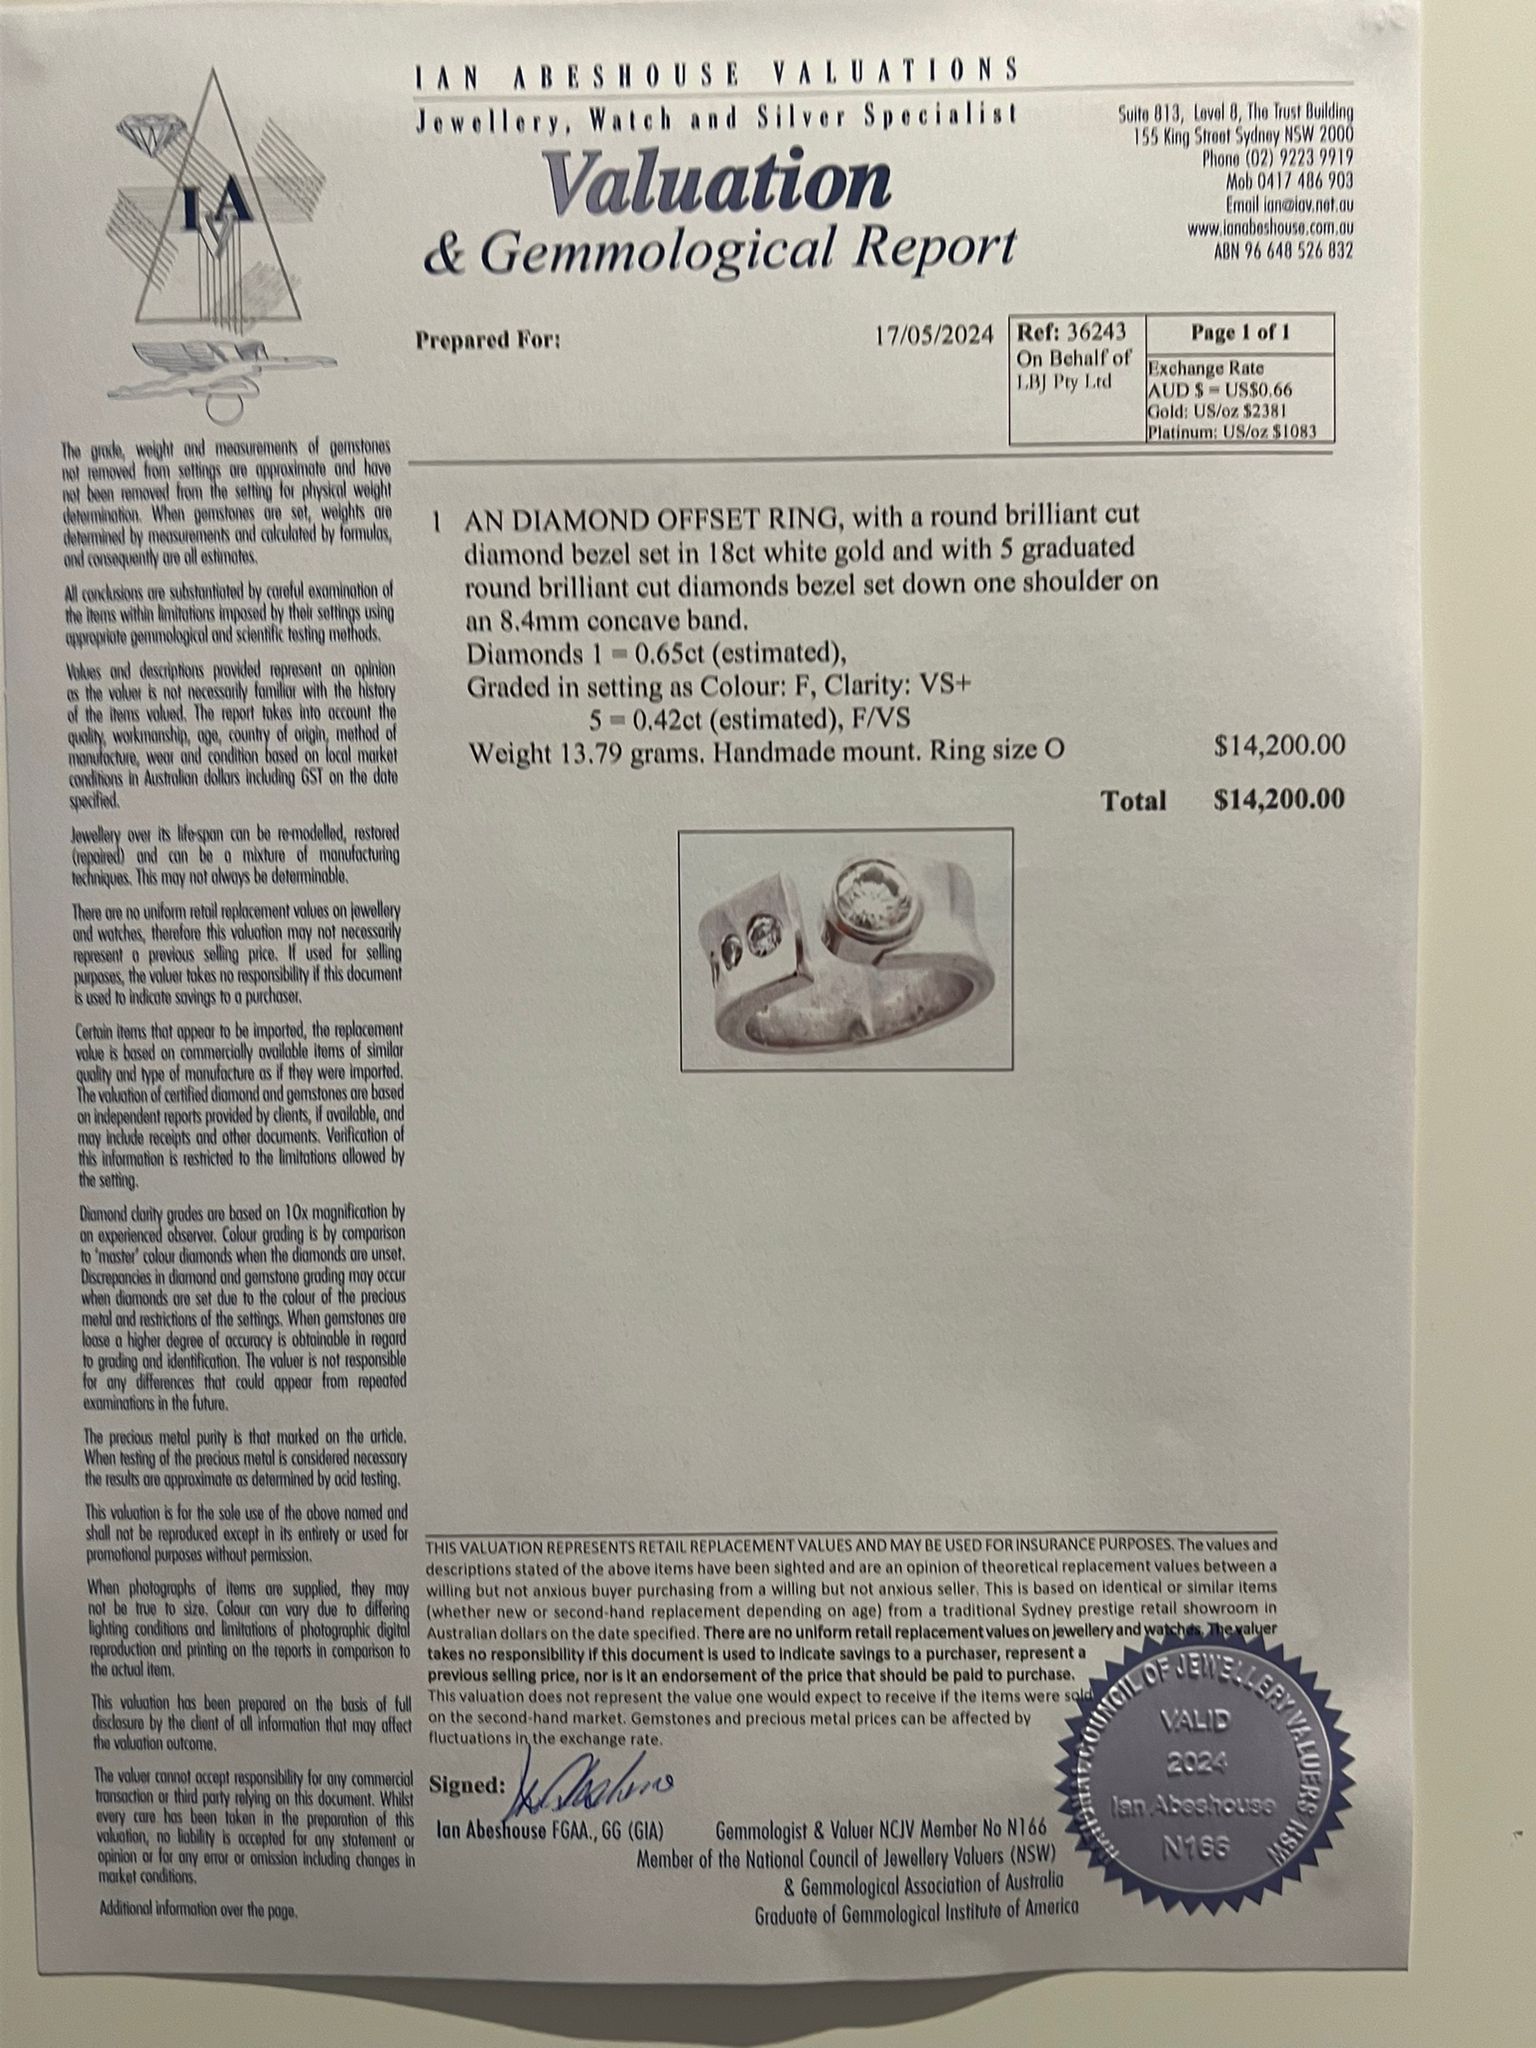 IAN ABESHOUSE VALUATIONS
Jewellery, Watch and Silver Specialist
Valuation
& Gemmological Report
Suite 813, Level 8, The Trust Building
155 King Street Sydney NSW 2000
Phone (02) 9223 9919
Mob 0417 486 903
Email ian@iav.net.au
www.ianabeshouse.com.au
ABN 96 648 526 832
IVA
Prepared For:
17/05/2024
Ref: 36243
On Behalf of
LBJ Pty Ltd
Page 1 of 1
Exchange Rate
AUD $ = US$0.66
Gold: US/oz $2381
Platinum: US/oz $1083
The grade, weight and measurements of gemstones
not removed from settings are approximate and have
not been removed from the setting for physical weight
determination. When gemstones are set, weights are
determined by measurements and calculated by formulas,
and consequently are all estimates.
All conclusions are substantiated by careful examination of
the items within limitations imposed by their settings using
appropriate gemmological and scientific testing methods.
Values and descriptions provided represent an opinion
as the valuer is not necessarily familiar with the history
of the items valued. The report takes into account the
quality, workmanship, age, country of origin, method of
manufacture, wear and condition based on local market
conditions in Australian dollars including GST on the date
specified.
Jewellery over its life-span can be re-modelled, restored
(repaired) and can be a mixture of manufacturing
techniques. This may not always be determinable.
There are no uniform retail replacement values on jewellery
and watches, therefore this valuation may not necessarily
represent a previous selling price. If used for selling
purposes, the valuer takes no responsibility if this document
is used to indicate savings to a purchaser.
Certain items that appear to be imported, the replacement
value is based on commercially available items of similar
quality and type of manufacture as if they were imported.
The valuation of certified diamond and gemstones are based
on independent reports provided by clients, if available, and
may include receipts and other documents. Verification of
this information is restricted to the limitations allowed by
the setting.
Diamond clarity grades are based on 10x magnification by
an experienced observer. Colour grading is by comparison
to 'master' colour diamonds when the diamonds are unset.
Discrepancies in diamond and gemstone grading may occur
when diamonds are set due to the colour of the precious
metal and restrictions of the settings. When gemstones are
loose a higher degree of accuracy is obtainable in regard
to grading and identification. The valuer is not responsible
for any differences that could appear from repeated
examinations in the future.
The precious metal purity is that marked on the article.
When testing of the precious metal is considered necessary
the results are approximate as determined by acid testing.
This valuation is for the sole use of the above named and
shall not be reproduced except in its entirety or used for
promotional purposes without permission.
When photographs of items are supplied, they may
not be true to size. Colour can vary due to differing
lighting conditions and limitations of photographic digital
reproduction and printing on the reports in comparison to
the actual item.
This valuation has been prepared on the basis of full
disclosure by the client of all information that may affect
the valuation outcome.
The valuer cannot accept responsibility for any commercial
transaction or third party relying on this document. Whilst
every care has been taken in the preparation of this
valuation, no liability is accepted for any statement or
opinion or for any error or omission including changes in
market conditions.
Additional information over the page.
1 AN DIAMOND OFFSET RING, with a round brilliant cut
diamond bezel set in 18ct white gold and with 5 graduated
round brilliant cut diamonds bezel set down one shoulder on
an 8.4mm concave band.
Diamonds 1 = 0.65ct (estimated),
Graded in setting as Colour: F, Clarity: VS+
5 = 0.42ct (estimated), F/VS
Weight 13.79 grams. Handmade mount. Ring size O $14,200.00
Total $14,200.00
THIS VALUATION REPRESENTS RETAIL REPLACEMENT VALUES AND MAY BE USED FOR INSURANCE PURPOSES. The values and
descriptions stated of the above items have been sighted and are an opinion of theoretical replacement values between a
willing but not anxious buyer purchasing from a willing but not anxious seller. This is based on identical or similar items
(whether new or second-hand replacement depending on age) from a traditional Sydney prestige retail showroom in
Australian dollars on the date specified. There are no uniform retail replacement values on jewellery and watches. The valuer
takes no responsibility if this document is used to indicate savings to a purchaser, represent a
previous selling price, nor is it an endorsement of the price that should be paid to purchase.
This valuation does not represent the value one would expect to receive if the items were sold
on the second-hand market. Gemstones and precious metal prices can be affected by
fluctuations in the exchange rate.
Signed: Ian Abeshouse
Ian Abeshouse FGAA., GG (GIA)
Gemmologist & Valuer NCJV Member No N166
Member of the National Council of Jewellery Valuers (NSW)
& Gemmological Association of Australia
Graduate of Gemmological Institute of America
NATIONAL COUNCIL OF JEWELLERY VALUERS NSW
VALID
2024
Ian Abeshouse
N166